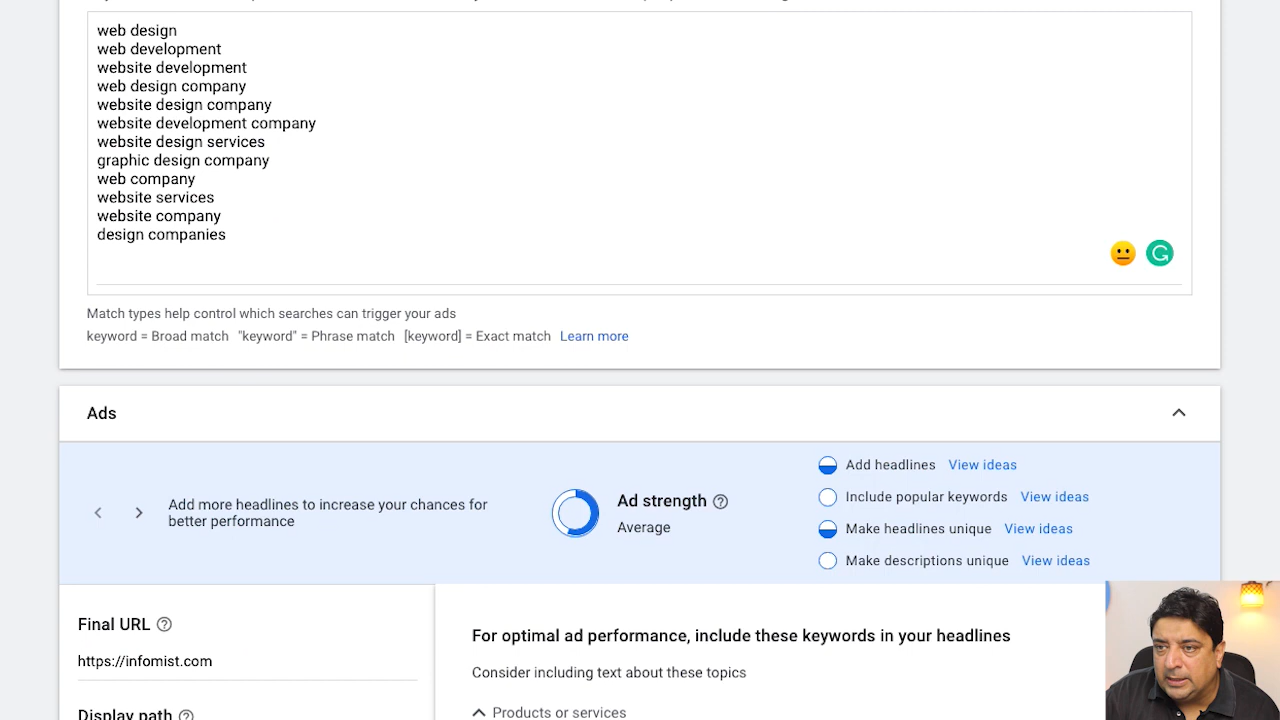 web design
web development
website development
web design company
website design company
website development company
website design services
graphic design company
web company
website services
website company
design companies
Match types help control which searches can trigger your ads
keyword = Broad match "keyword" = Phrase match [keyword] = Exact match Learn more
Ads
Add more headlines to increase your chances for
better performance
Ad strength
Average
Add headlines View ideas
Include popular keywords View ideas
Make headlines unique View ideas
Make descriptions unique View ideas
Final URL
https://infomist.com
Display path
For optimal ad performance, include these keywords in your headlines
Consider including text about these topics
Products or services